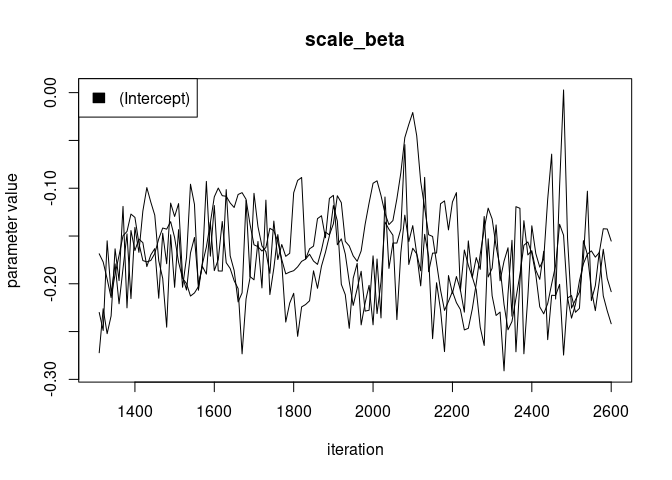 scale_beta
(Intercept)
parameter value
0.00
-0.10
-0.20
-0.30
1400 1600 1800 2000 2200 2400 2600
iteration